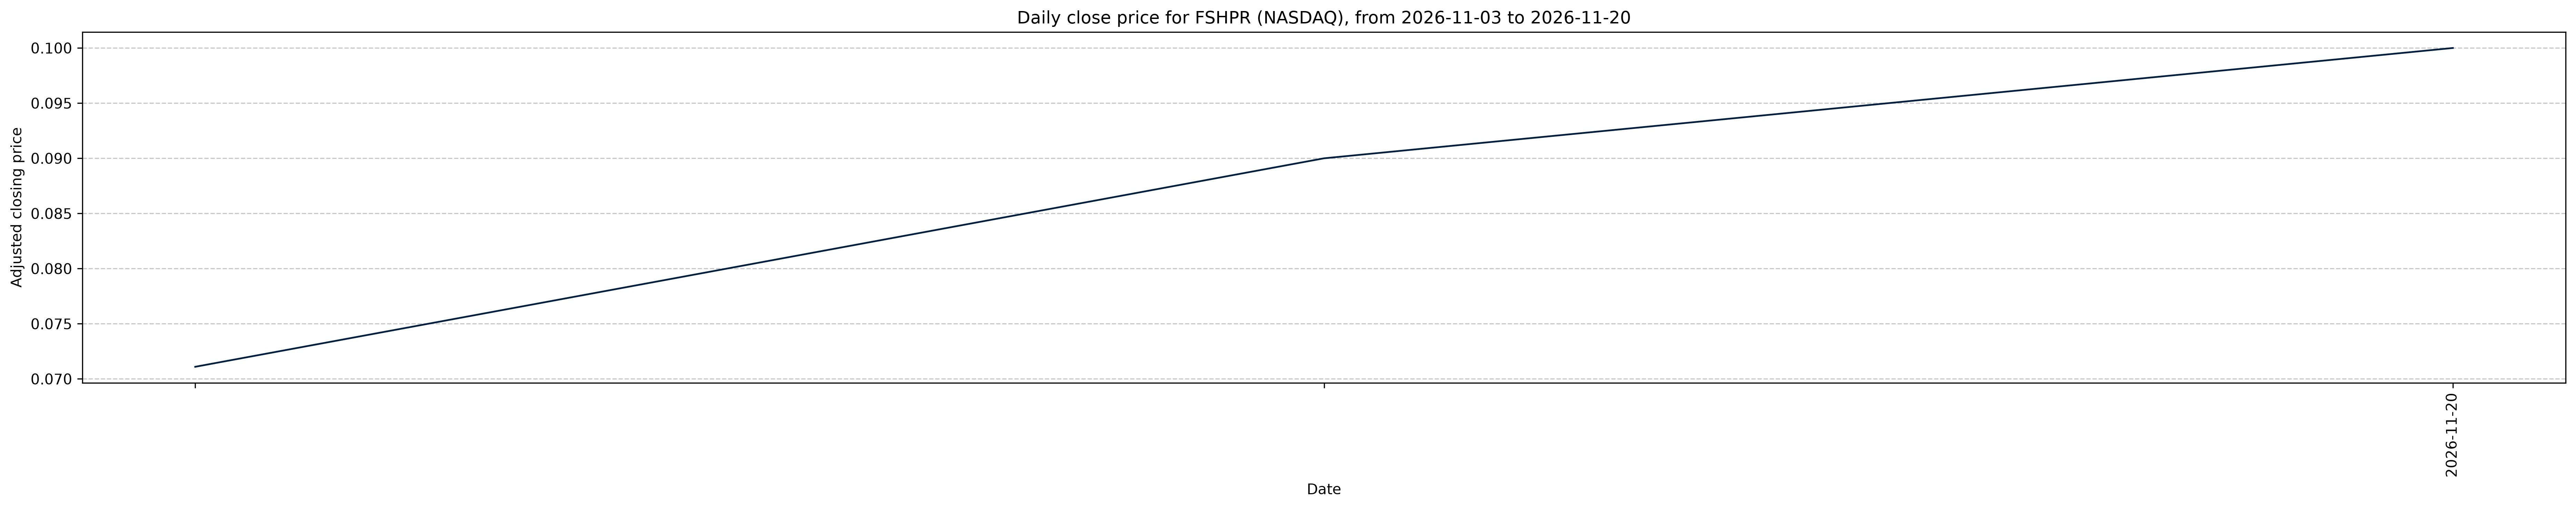 Daily close price for FSHPR (NASDAQ), from 2026-11-03 to 2026-11-20
0.100
0.095
0.090
0.085
0.080
0.075
0.070
Adjusted closing price
2026-11-20
Date